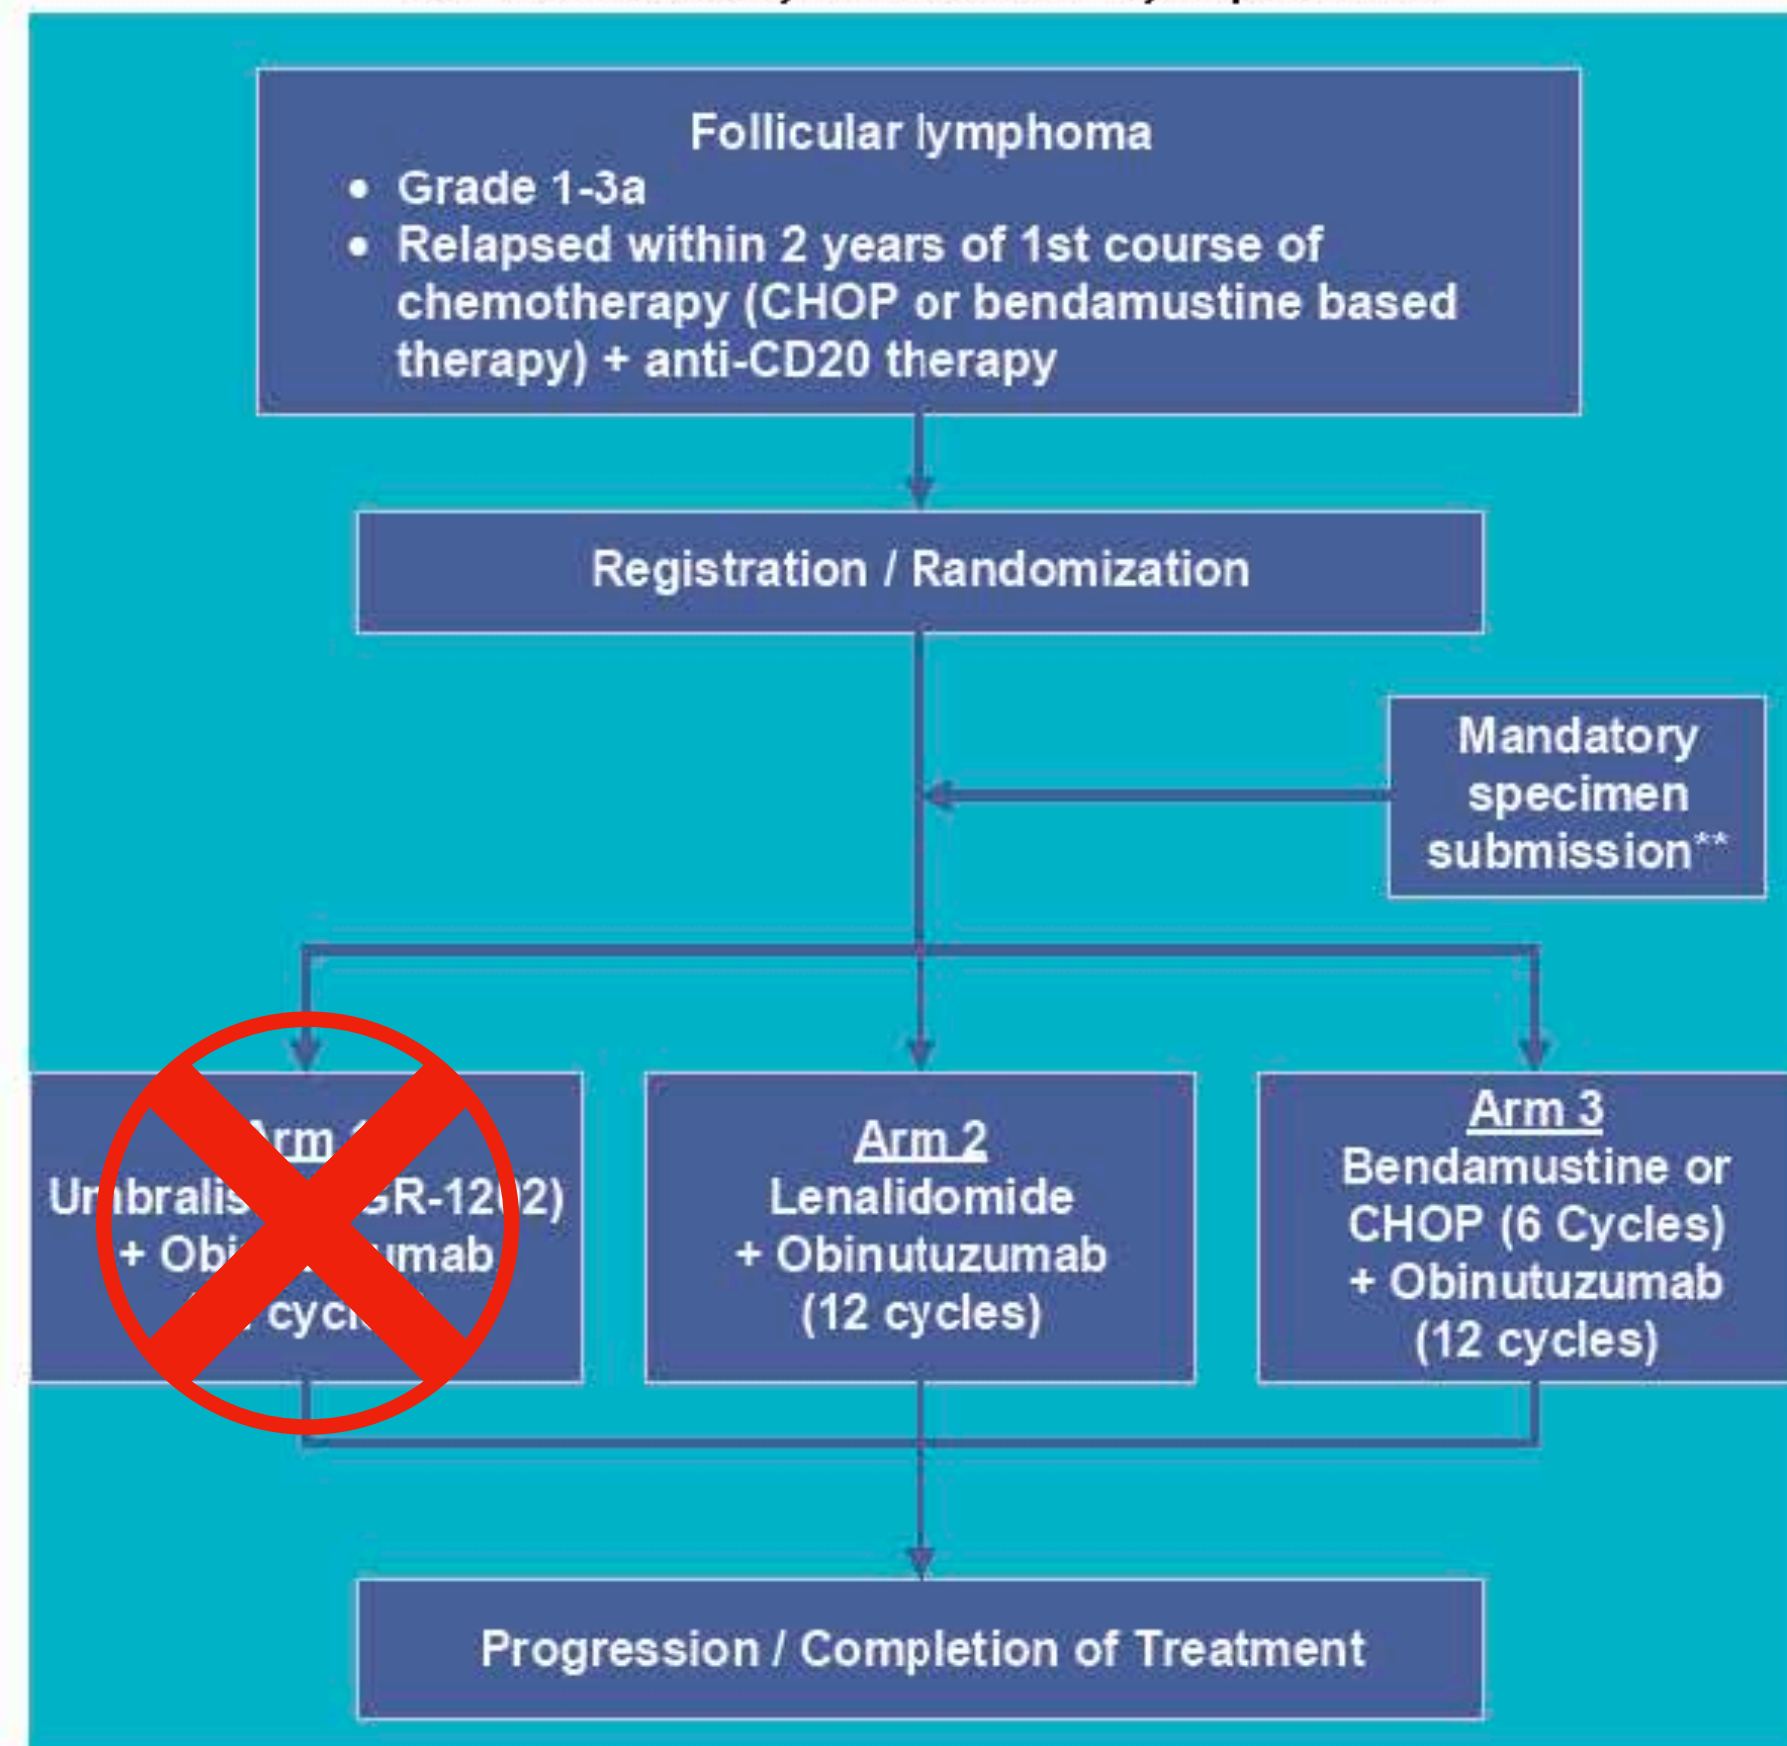 Follicular lymphoma
• Grade 1-3a
• Relapsed within 2 years of 1st course of
chemotherapy (CHOP or bendamustine based
therapy) + anti-CD20 therapy
Registration / Randomization
Mandatory
specimen
submission**
Arm
+
Arm 2
Lenalidomide
+ Obinutuzumab
(12 cycles)
Arm 3
Bendamustine or
CHOP (6 Cycles)
+ Obinutuzumab
(12 cycles)
Progression / Completion of Treatment